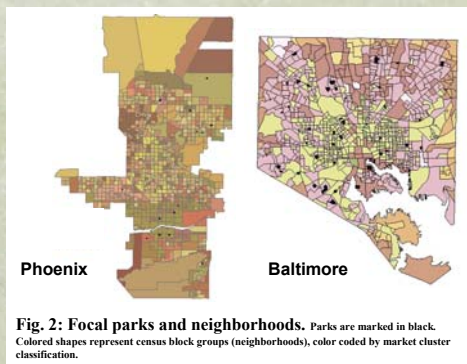 Phoenix
Baltimore
Fig. 2: Focal parks and neighborhoods. Parks are marked in black.
Colored shapes represent census block groups (neighborhoods), color coded by market cluster
classification.